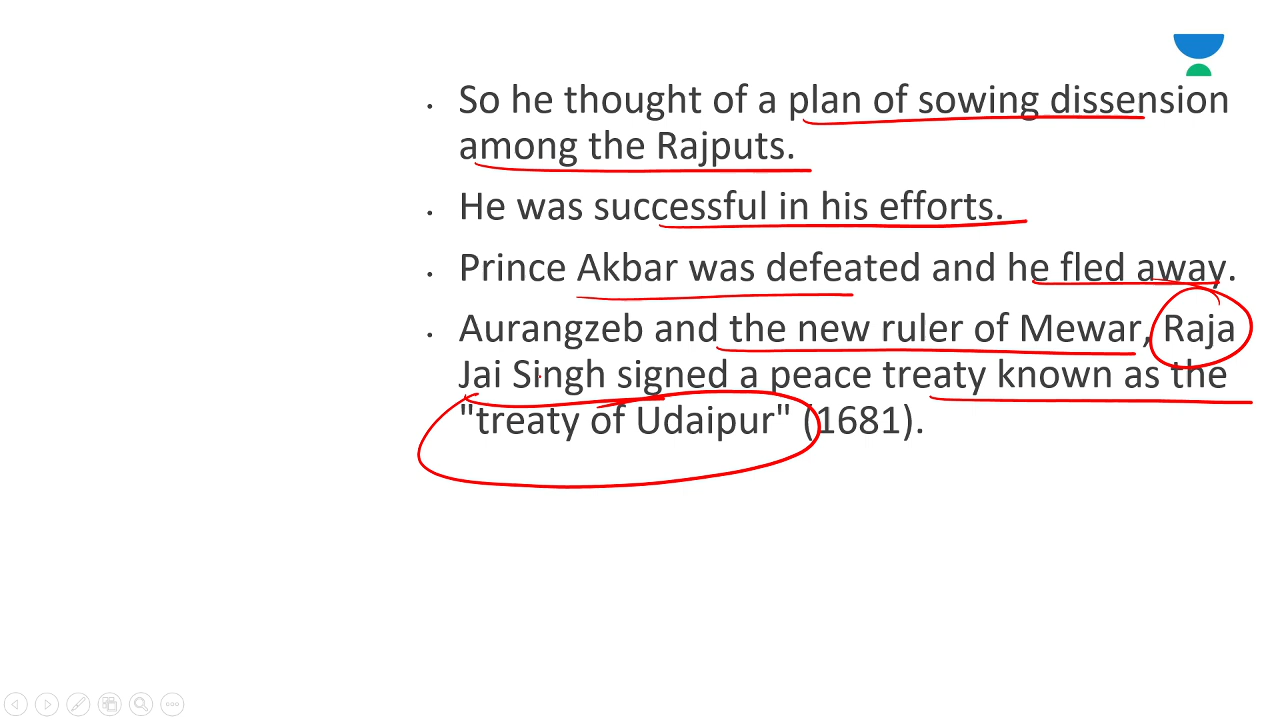 So he thought of a plan of sowing dissension
among the Rajputs.
He was successful in his efforts.
Prince Akbar was defeated and he fled away.
Aurangzeb and the new ruler of Mewar, Raja
Jai Singh signed a peace treaty known as the
"treaty of Udaipur" (1681).